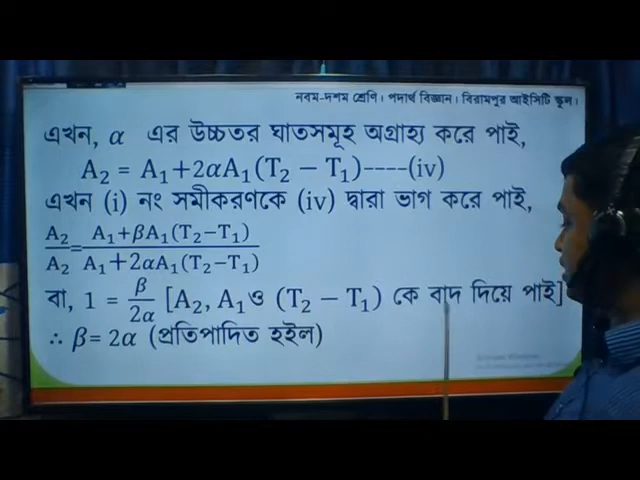 নবম-দশম শ্রেণি। পদার্থ বিজ্ঞান। বিরামপুর আইসিটি স্কুল।
এখন, α এর উচ্চতর ঘাতসমূহ অগ্রাহ্য করে পাই,
A₂ = A₁+2αA₁(T₂ − T₁)----(iv)
এখন (i) নং সমীকরণকে (iv) দ্বারা ভাগ করে পাই,
A₂/A₂ = A₁+βA₁(T₂−T₁)/A₁+2αA₁(T₂−T₁)
বা, 1 = β/2α [A₂, A₁ও (T₂ − T₁) কে বাদ দিয়ে পাই]
∴ β= 2α (প্রতিপাদিত হইল)
Activate Windows